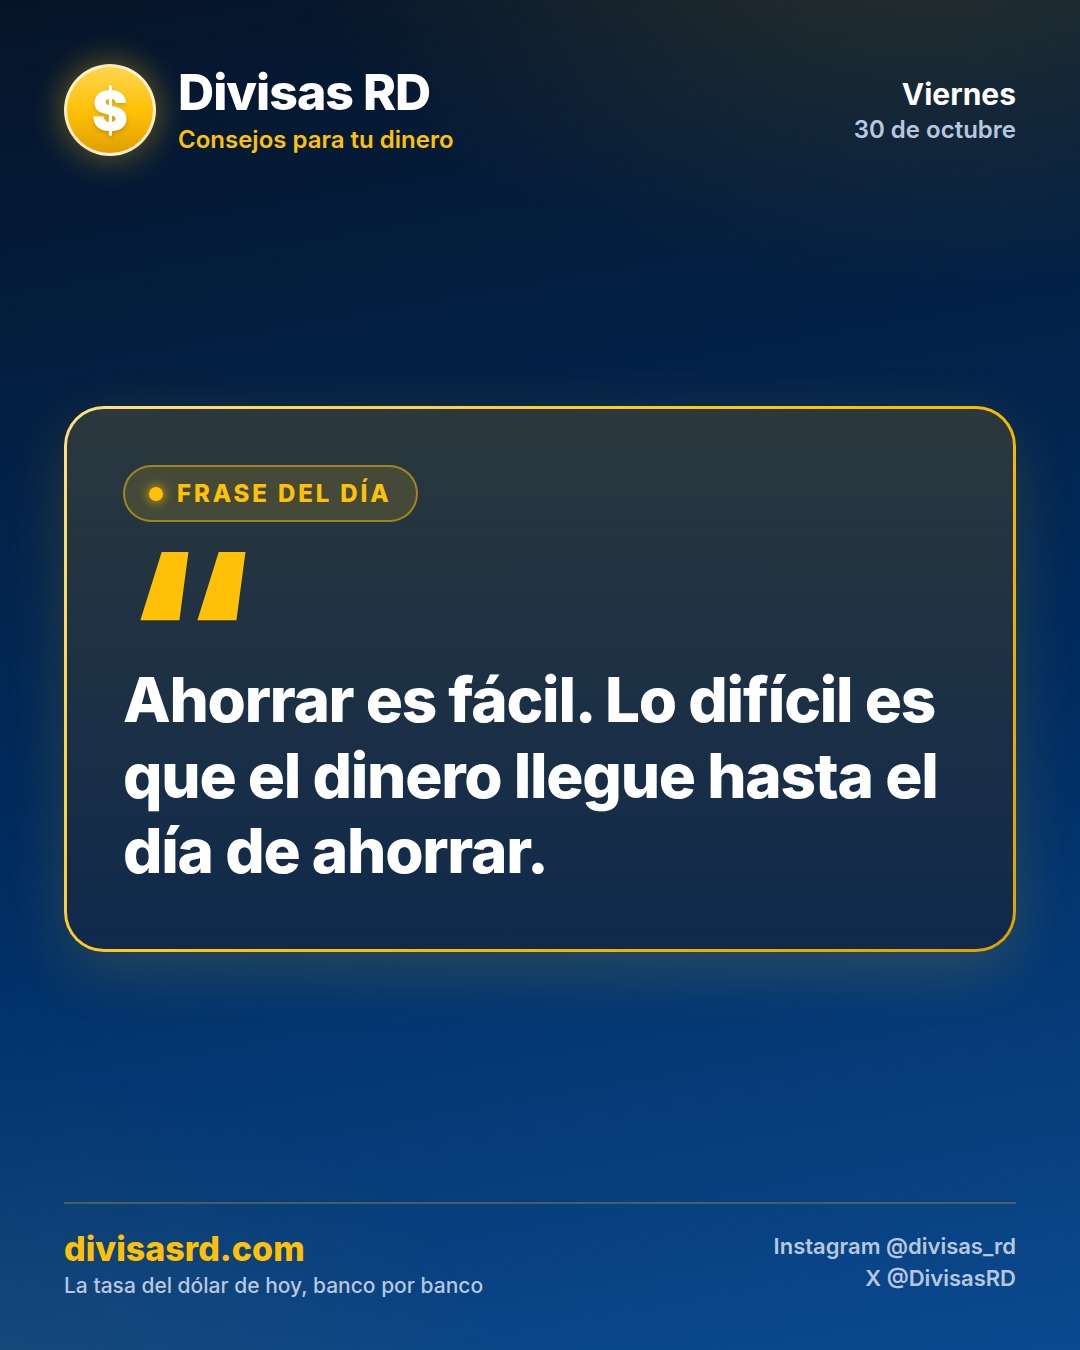 $
Divisas RD
Consejos para tu dinero
Viernes
30 de octubre
FRASE DEL DÍA
"
Ahorrar es fácil. Lo difícil es
que el dinero llegue hasta el
día de ahorrar.
divisasrd.com
La tasa del dólar de hoy, banco por banco
Instagram @divisas_rd
X @DivisasRD